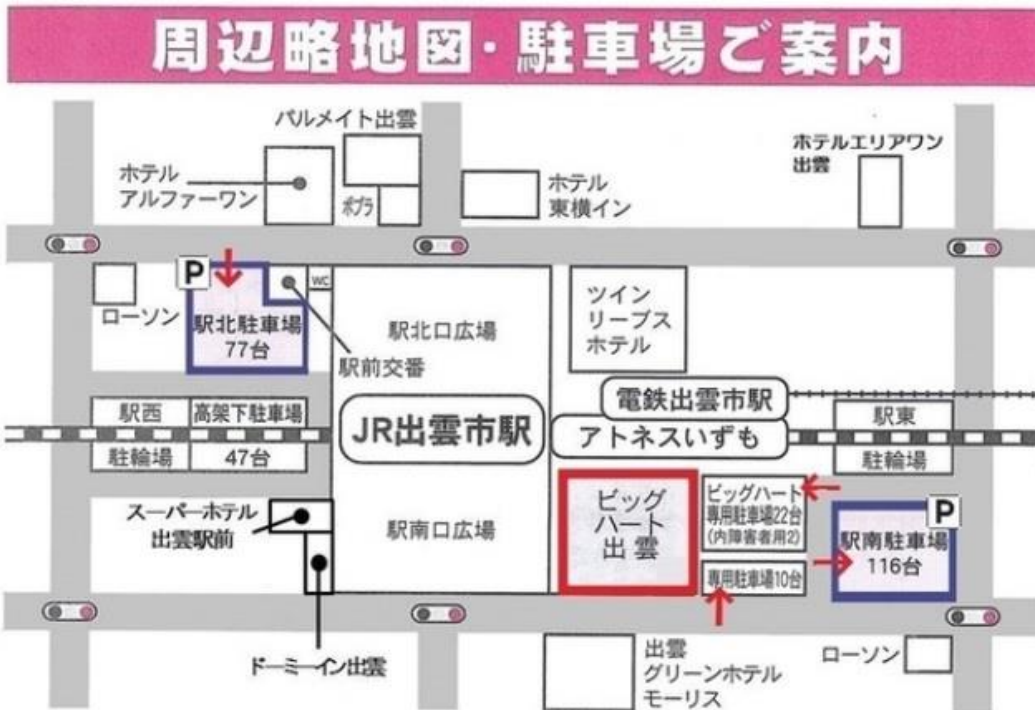 周辺略地図・駐車場ご案内
パルメイト出雲
ホテル
アルファーワン
ポプラ
ホテル
東横イン
ホテルエリアワン
出雲
P
WC
ローソン
駅北駐車場
77台
駅前交番
駅北口広場
ツイン
リーブス
ホテル
電鉄出雲市駅
駅西
高架下駐車場
JR出雲市駅
アトネスいずも
駅東
駐輪場
47台
駐輪場
スーパーホテル
出雲駅前
駅南口広場
ビッグ
ハート
出雲
ビッグハート
専用駐車場22台
(内障害者用2)
専用駐車場10台
P
駅南駐車場
116台
ドーミーイン出雲
出雲
グリーンホテル
モーリス
ローソン